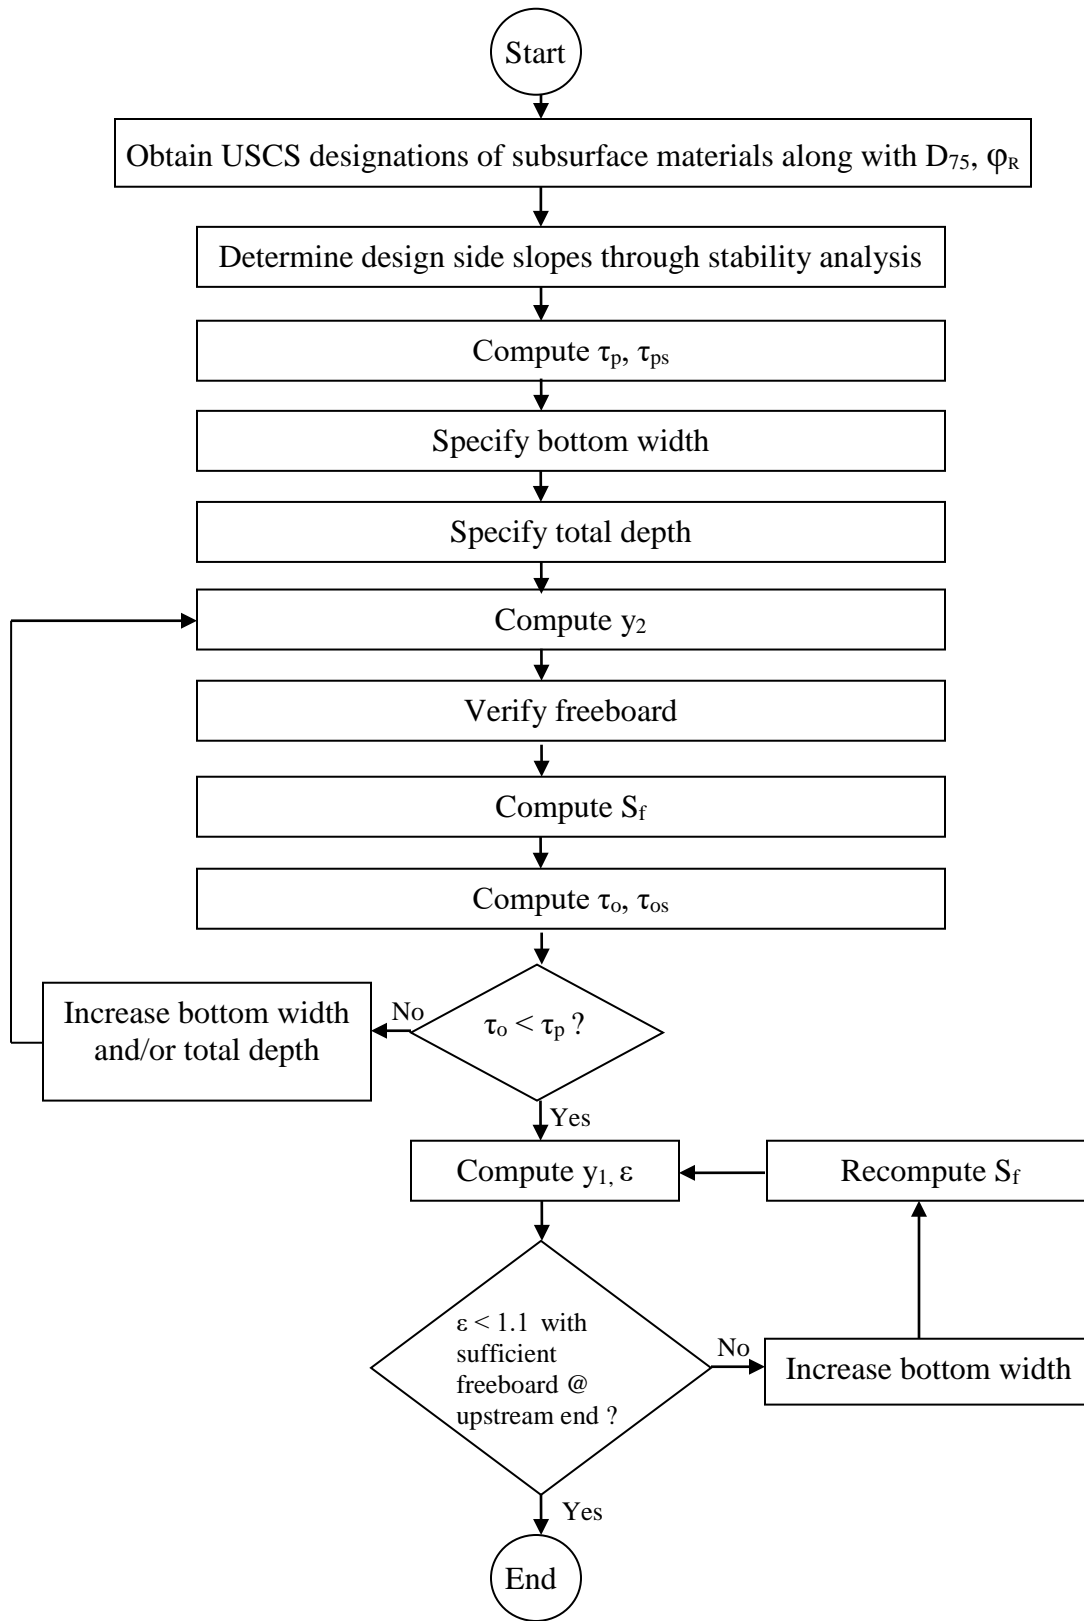 Start
Obtain USCS designations of subsurface materials along with D₇₅, φ_R
Determine design side slopes through stability analysis
Compute τₚ, τₚₛ
Specify bottom width
Specify total depth
Compute y₂
Verify freeboard
Compute S_f
Compute τₒ, τₒₛ
τₒ < τₚ ?
No
Increase bottom width
and/or total depth
Yes
Compute y₁, ε
Recompute S_f
ε < 1.1 with
sufficient
freeboard @
upstream end ?
No
Increase bottom width
Yes
End